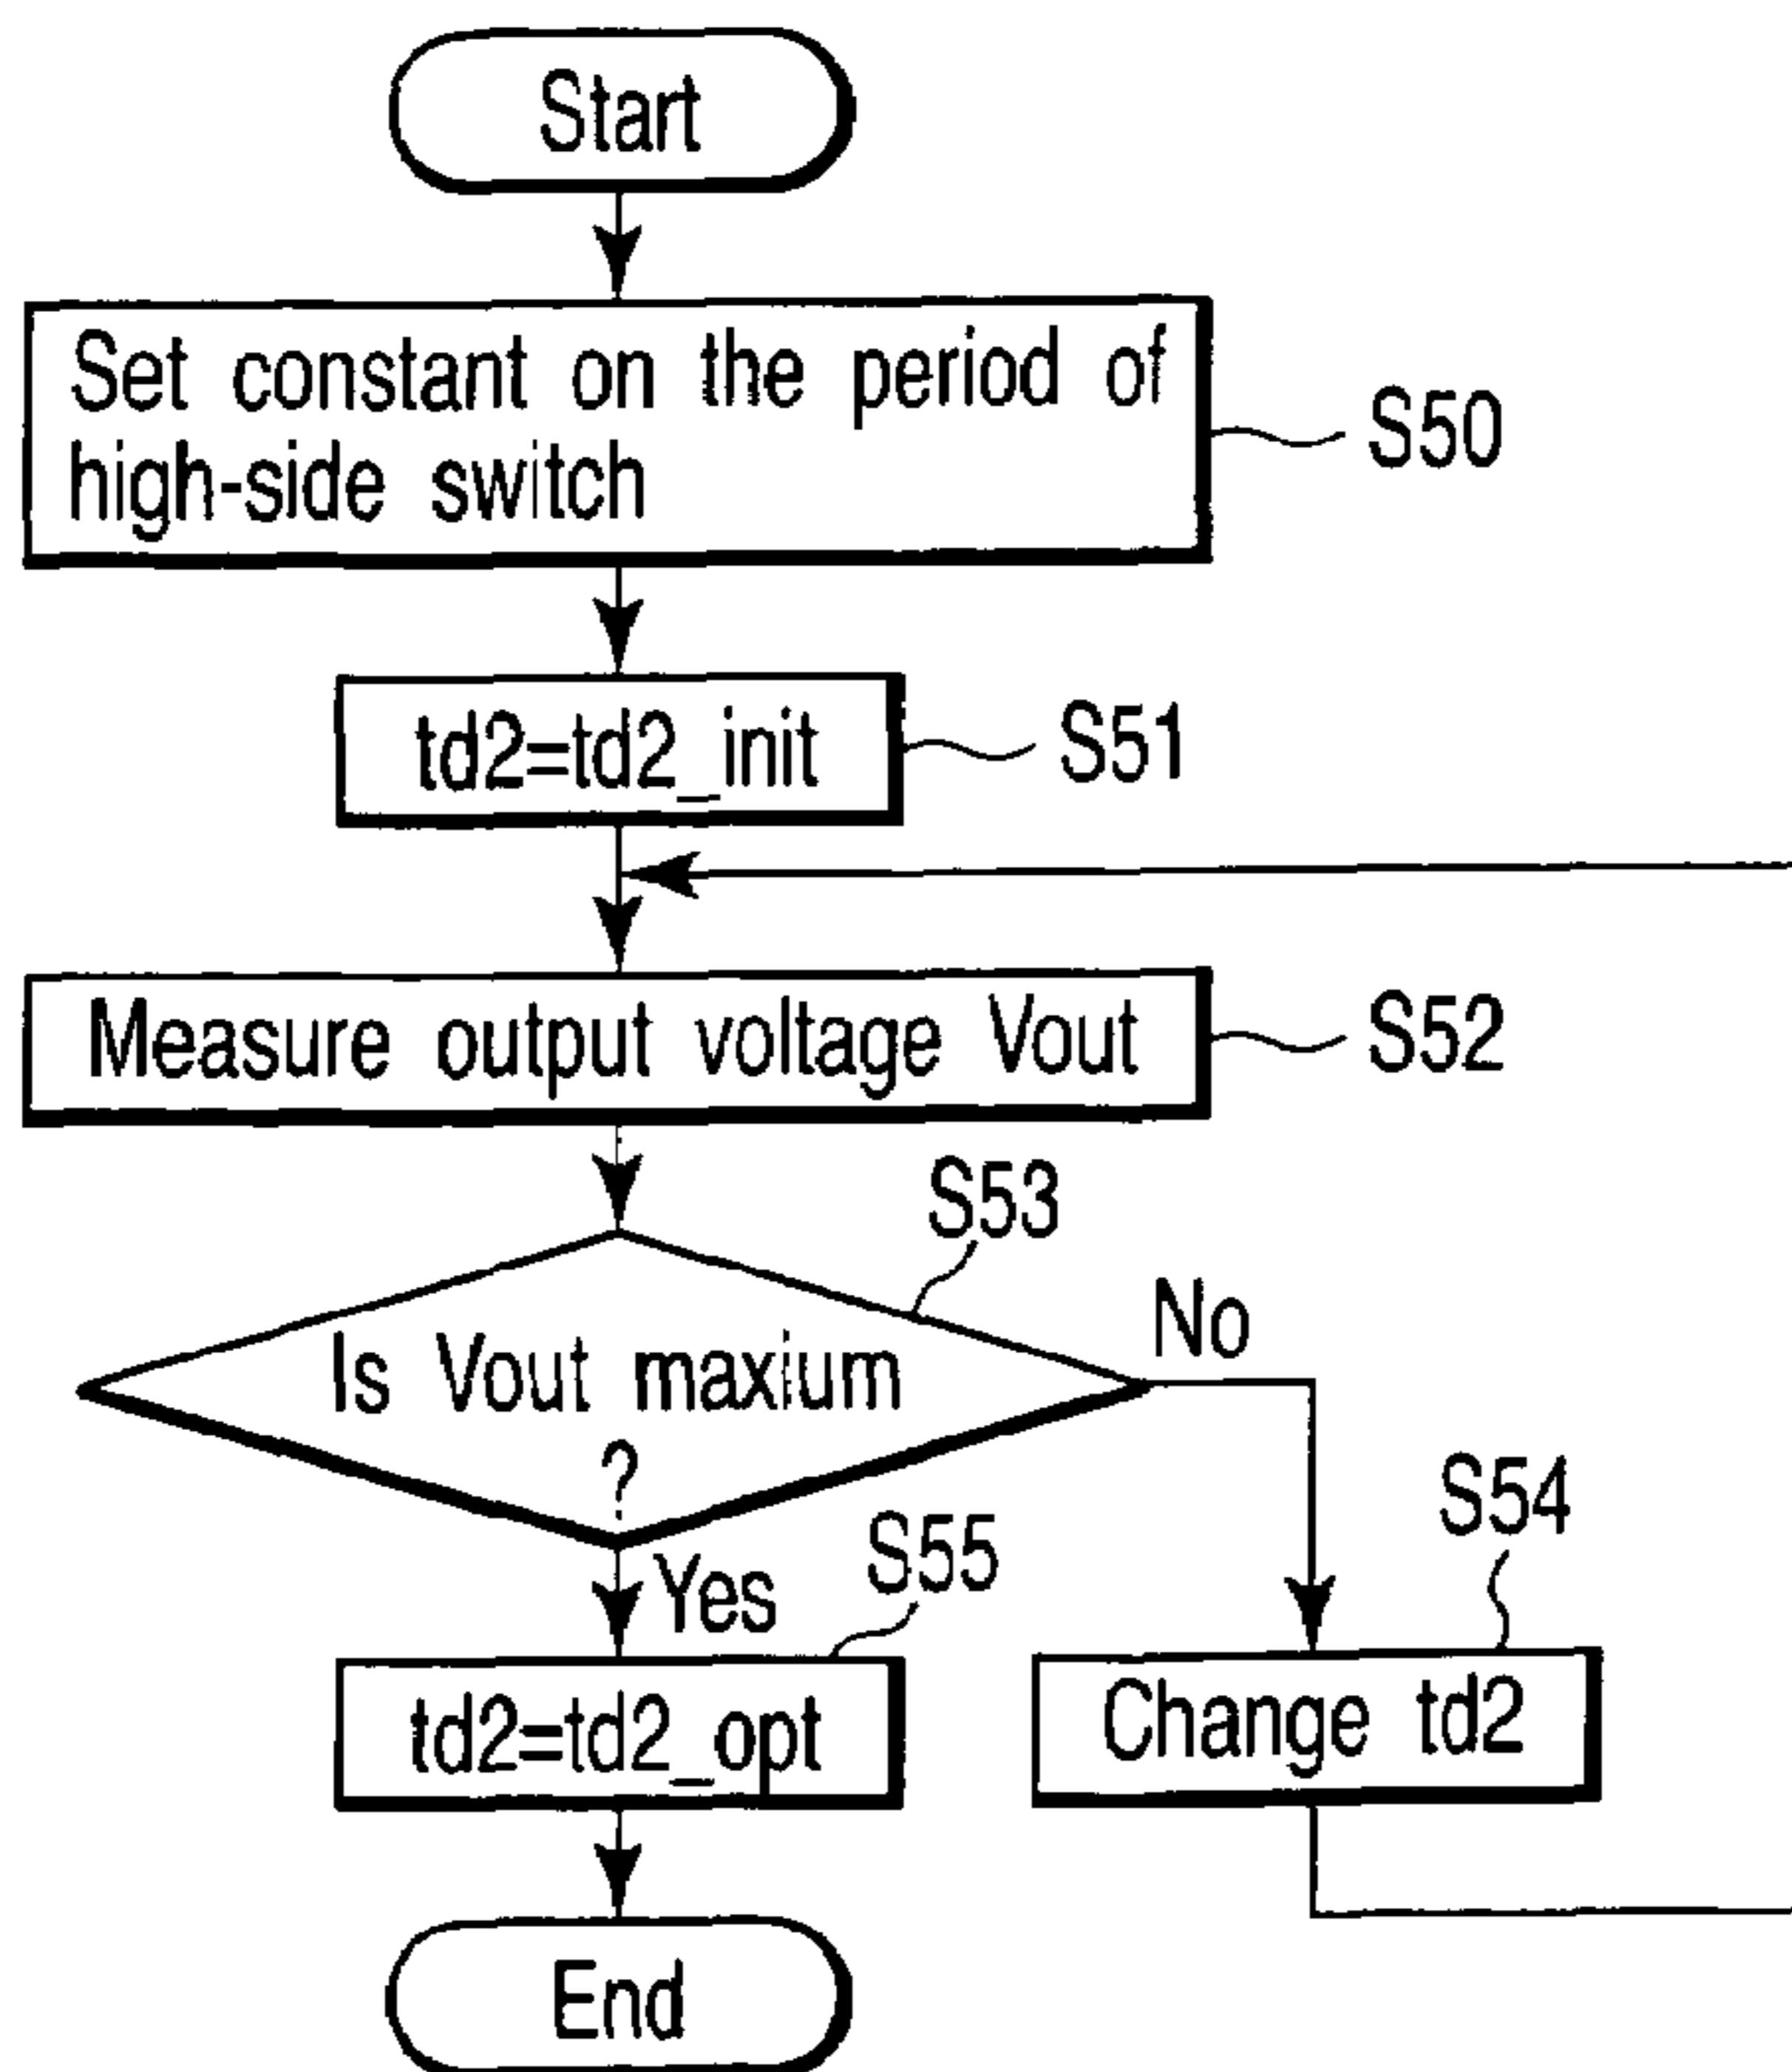 Start
Set constant on the period of
high-side switch
S50
td2=td2_init
S51
Measure output voltage Vout
S52
S53
Is Vout maxium
?
No
Yes
S55
S54
td2=td2_opt
Change td2
End